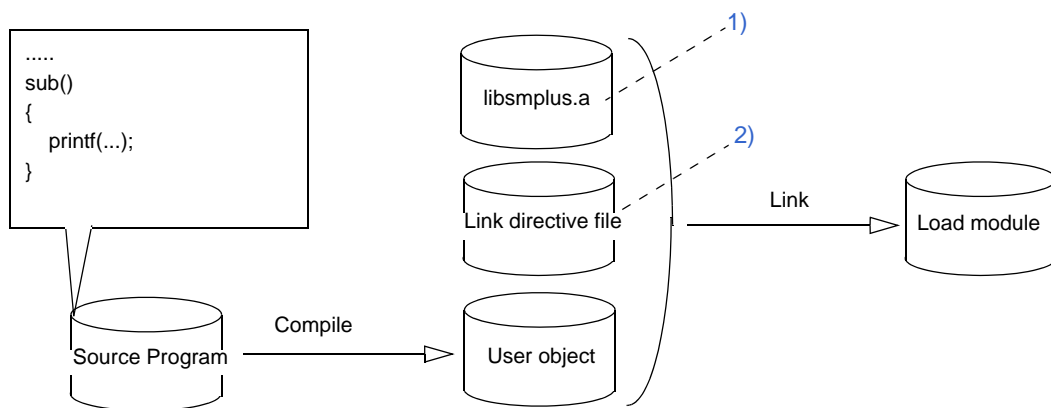 .....
sub()
{
printf(...);
}
1)
libsmplus.a
2)
Link directive file
Link
Load module
Source Program
Compile
User object